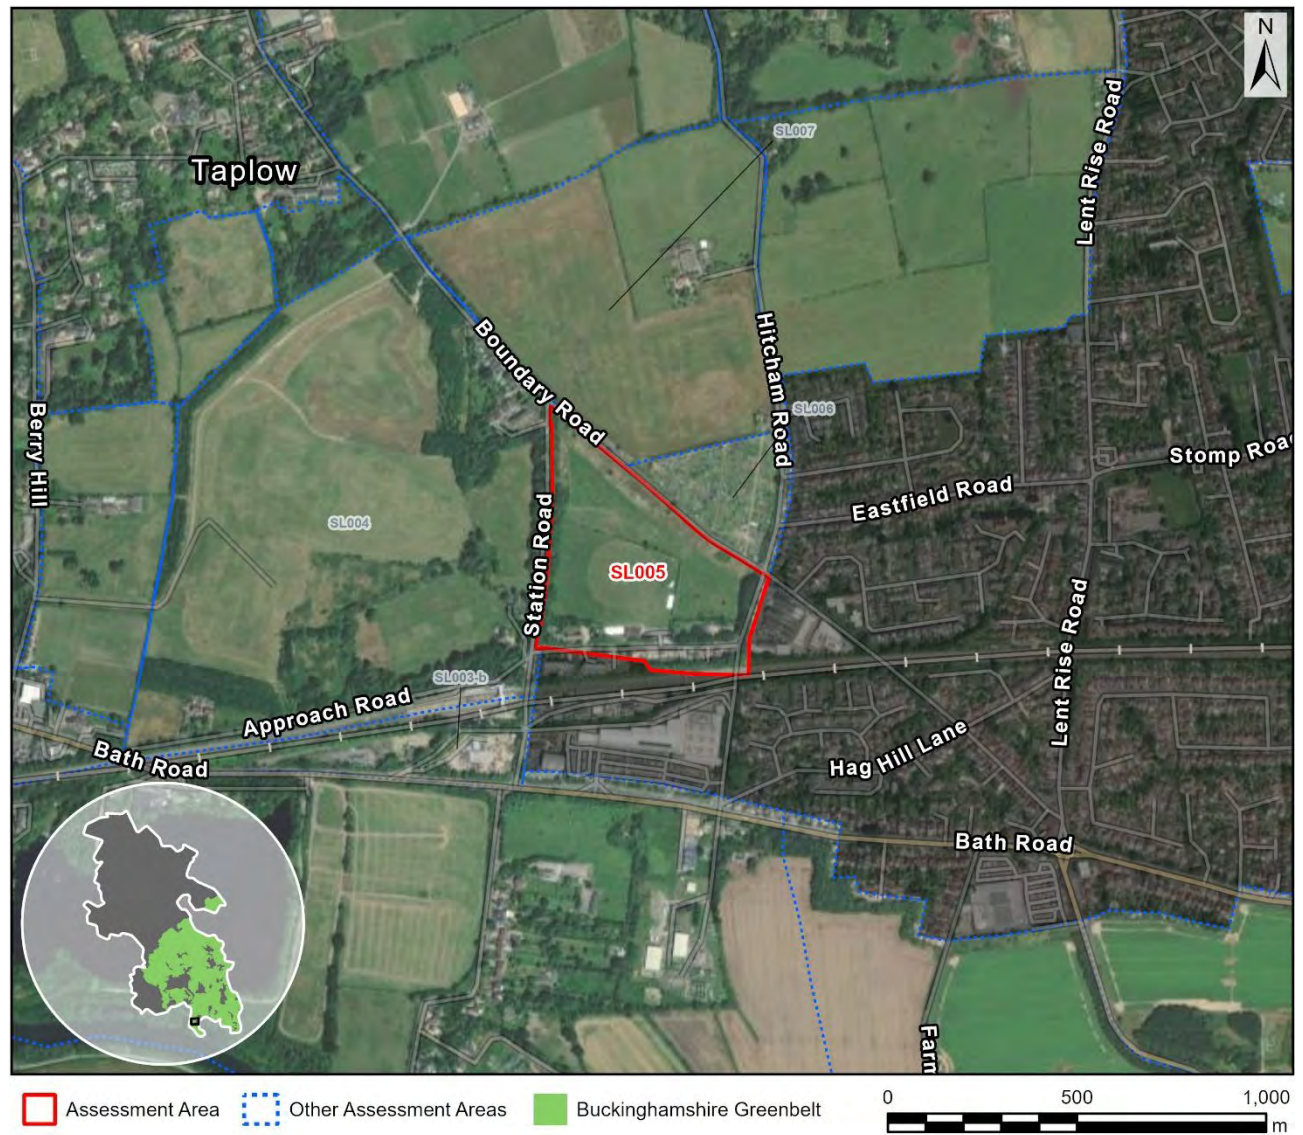 N
SL007
Lent Rise Road
Taplow
Boundary Road
Hitcham Road
Berry Hill
SL006
Stomp Roa
Eastfield Road
SL004
Station Road
SL005
Lent Rise Road
SL003-b
Approach Road
Bath Road
Hag Hill Lane
Bath Road
Farm
Assessment Area
Other Assessment Areas
Buckinghamshire Greenbelt
0 500 1,000
m